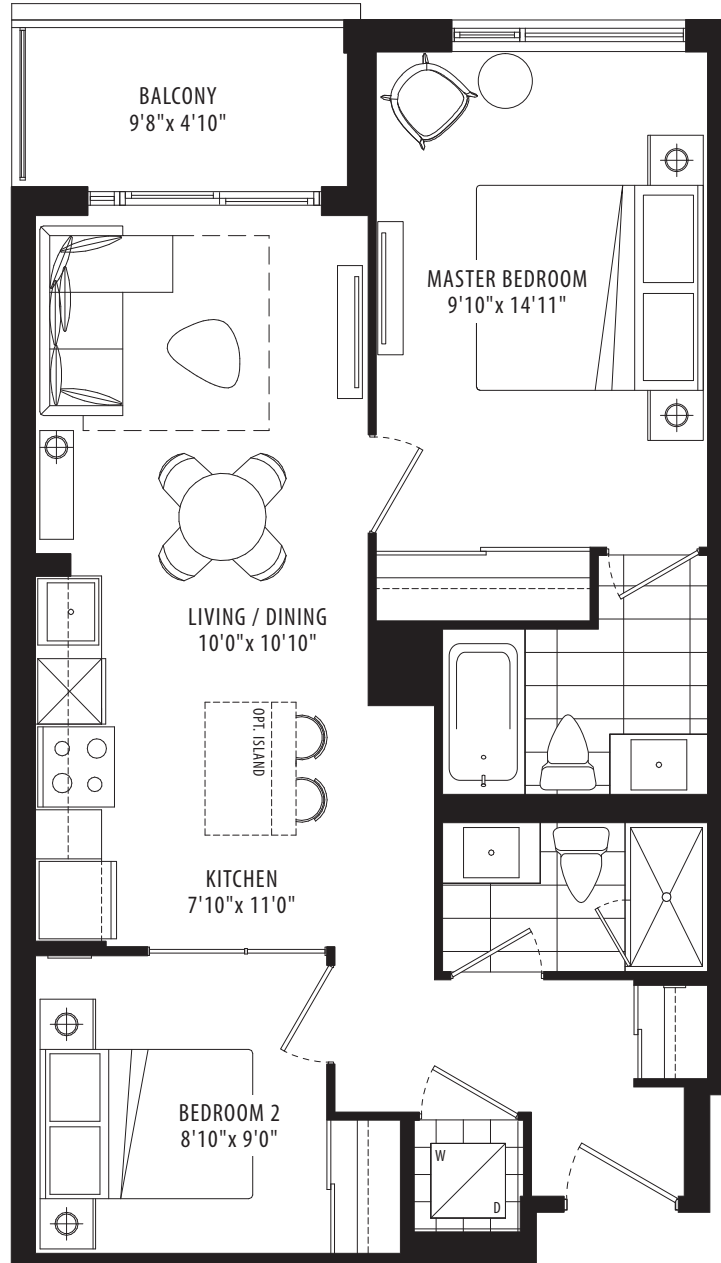 BALCONY
9'8"x 4'10"
MASTER BEDROOM
9'10"x 14'11"
LIVING / DINING
10'0"x 10'10"
OPT. ISLAND
KITCHEN
7'10"x 11'0"
BEDROOM 2
8'10"x 9'0"
W
D